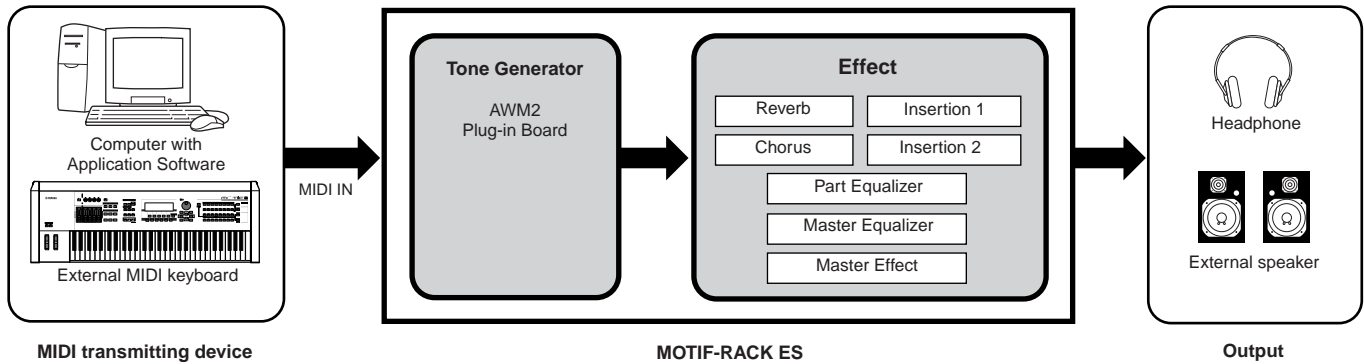 Computer with
Application Software
External MIDI keyboard
MIDI transmitting device
MIDI IN
Tone Generator
AWM2
Plug-in Board
Effect
Reverb
Insertion 1
Chorus
Insertion 2
Part Equalizer
Master Equalizer
Master Effect
MOTIF-RACK ES
Headphone
External speaker
Output